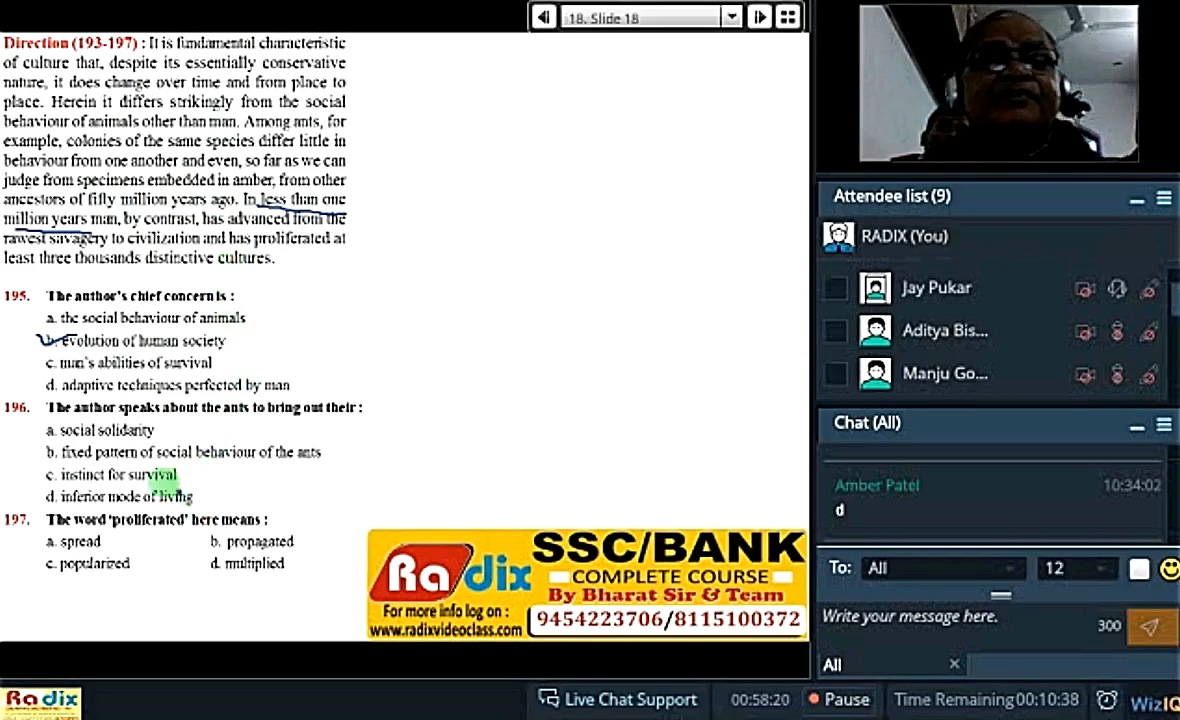 18. Slide 18
Direction (193-197) : It is fundamental characteristic
of culture that, despite its essentially conservative
nature, it does change over time and from place to
place. Herein it differs strikingly from the social
behaviour of animals other than man. Among ants, for
example, colonies of the same species differ little in
behaviour from one another and even, so far as we can
judge from specimens embedded in amber, from other
ancestors of fifty million years ago. In less than one
million years man, by contrast, has advanced from the
rawest savagery to civilization and has proliferated at
least three thousands distinctive cultures.
195. The author's chief concern is :
a. the social behaviour of animals
b. evolution of human society
c. man's abilities of survival
d. adaptive techniques perfected by man
196. The author speaks about the ants to bring out their :
a. social solidarity
b. fixed pattern of social behaviour of the ants
c. instinct for survival
d. inferior mode of living
197. The word 'proliferated' here means :
a. spread b. propagated
c. popularized d. multiplied
Radix
For more info log on :
www.radixvideoclass.com
SSC/BANK
COMPLETE COURSE
By Bharat Sir & Team
9454223706/8115100372
Attendee list (9)
RADIX (You)
Jay Pukar
Aditya Bis...
Manju Go...
Chat (All)
Amber Patel 10:34:02
d
To: All 12
Write your message here. 300
All
Radix
Live Chat Support 00:58:20 Pause Time Remaining 00:10:38 WizIQ